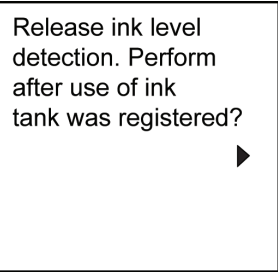 Release ink level
detection. Perform
after use of ink
tank was registered?